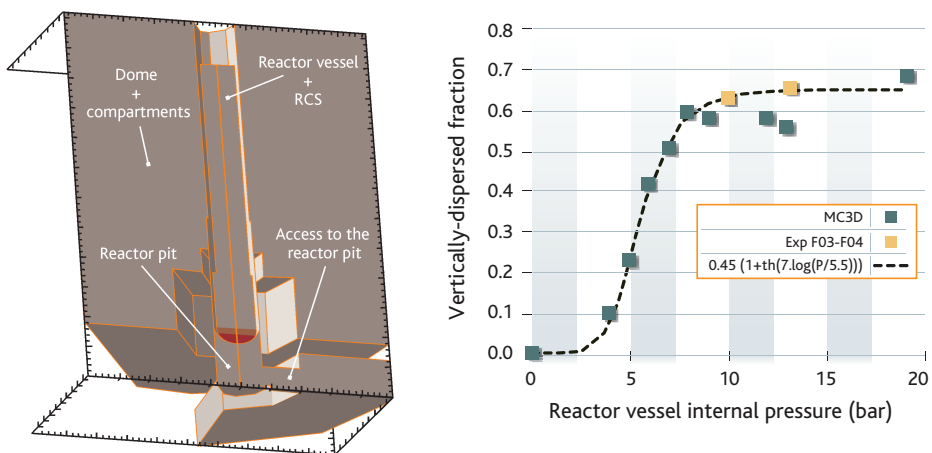 Dome
+
compartments
Reactor vessel
+
RCS
Reactor pit
Access to the
reactor pit
Vertically-dispersed fraction
0.8
0.7
0.6
0.5
0.4
0.3
0.2
0.1
0.0
MC3D
Exp F03-F04
0.45 (1+th(7.log(P/5.5)))
0
5
10
15
20
Reactor vessel internal pressure (bar)